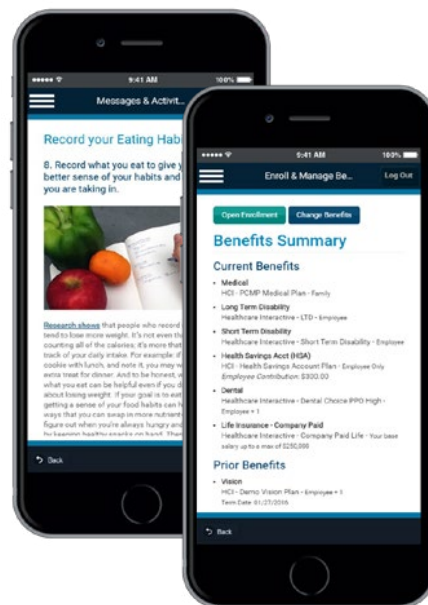 9:41 AM 100%
Messages & Activit...
Record your Eating Habi
8. Record what you eat to give y
better sense of your habits and
you are taking in.
Research shows that people who record
tend to lose more weight. It's not even th
counting all of the calories; it's more that
track of your daily intake. For example: if
cookie with lunch, and note it, you may w
extra treat for dinner. And to be honest, w
what you eat can be helpful even if you d
about losing weight. If your goal is to eat
getting a sense of your food habits can h
ways that you can swap in more nutrien
figure out when you're always hungry and
by keeping healthy snacks on hand.
Back
9:41 AM 100%
Enroll & Manage Be... Log Out
Open Enrollment Change Benefits
Benefits Summary
Current Benefits
• Medical
HCI - PCMP Medical Plan - Family
• Long Term Disability
Healthcare Interactive - LTD - Employee
• Short Term Disability
Healthcare Interactive - Short Term Disability - Employee
• Health Savings Acct (HSA)
HCI - Health Savings Account Plan - Employee Only
Employee Contribution: $300.00
• Dental
Healthcare Interactive - Dental Choice PPO High -
Employee + 1
• Life Insurance - Company Paid
Healthcare Interactive - Company Paid Life - Your base
salary up to a max of $250,000
Prior Benefits
• Vision
HCI - Demo Vision Plan - Employee + 1
Term Date: 01/27/2016
Back